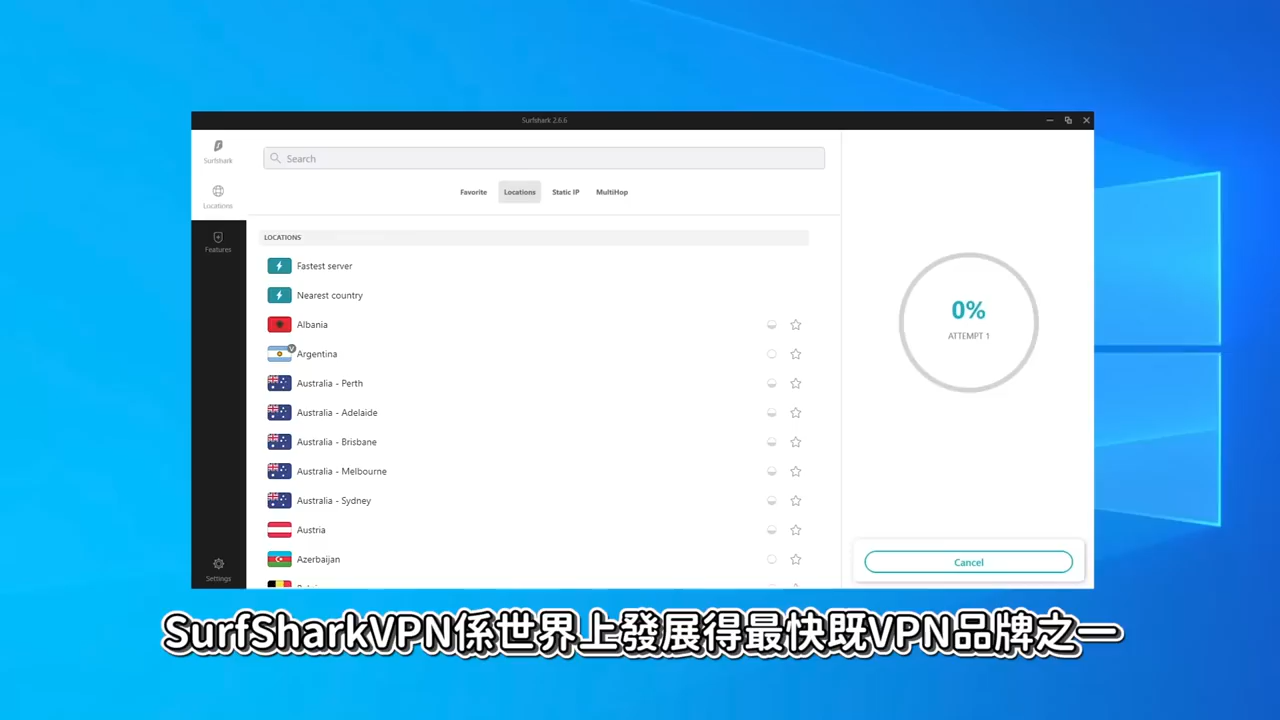 Surfshark 2.6.6
Surfshark
Locations
Features
Settings
Search
Favorite
Locations
Static IP
MultiHop
LOCATIONS
Fastest server
Nearest country
Albania
Argentina
Australia - Perth
Australia - Adelaide
Australia - Brisbane
Australia - Melbourne
Australia - Sydney
Austria
Azerbaijan
0%
ATTEMPT 1
Cancel
SurfSharkVPN係世界上發展得最快既VPN品牌之一